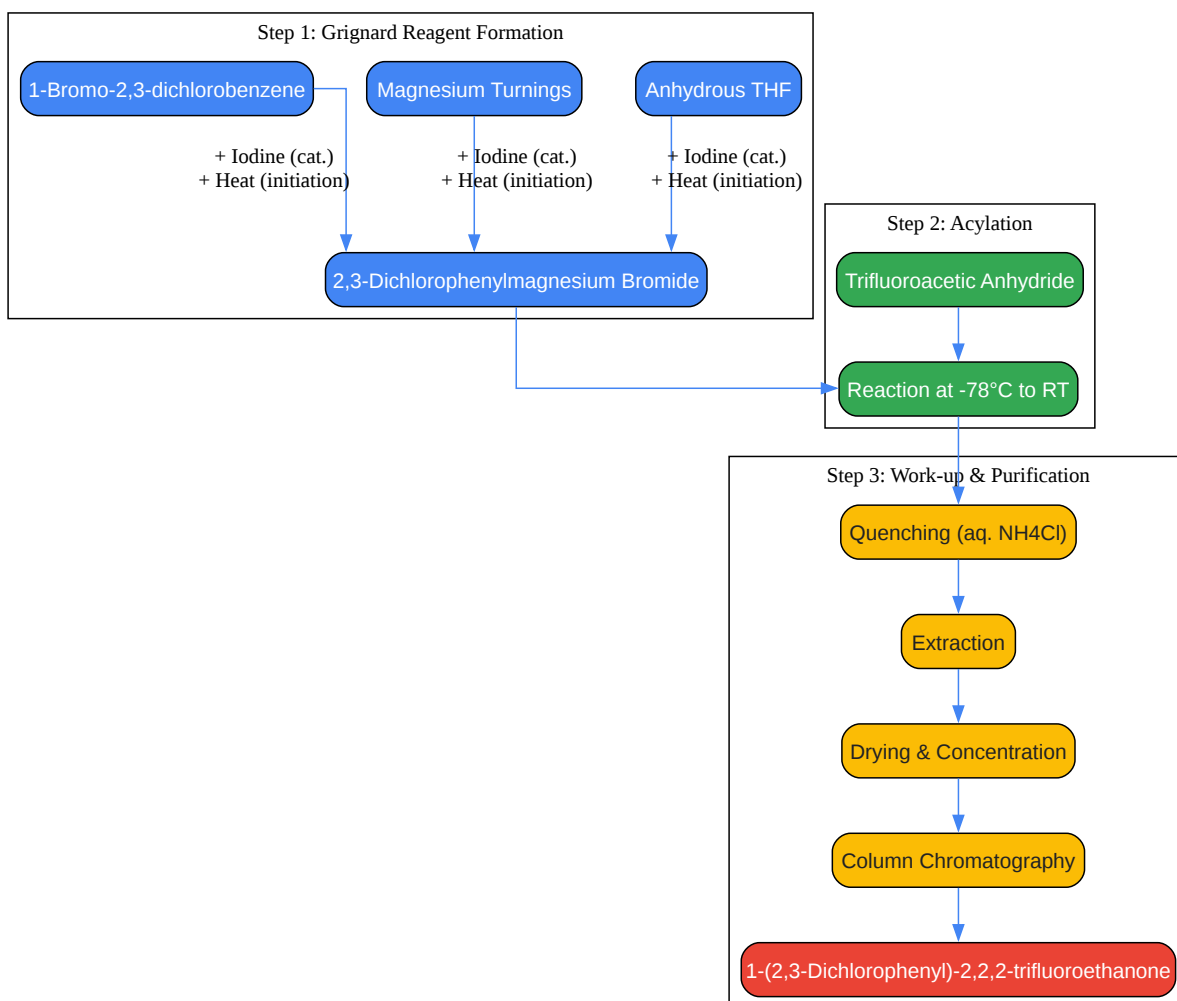 Step 1: Grignard Reagent Formation
1-Bromo-2,3-dichlorobenzene
Magnesium Turnings
Anhydrous THF
+ Iodine (cat.)
+ Heat (initiation)
+ Iodine (cat.)
+ Heat (initiation)
+ Iodine (cat.)
+ Heat (initiation)
2,3-Dichlorophenylmagnesium Bromide
Step 2: Acylation
Trifluoroacetic Anhydride
Reaction at -78°C to RT
Step 3: Work-up & Purification
Quenching (aq. NH4Cl)
Extraction
Drying & Concentration
Column Chromatography
1-(2,3-Dichlorophenyl)-2,2,2-trifluoroethanone